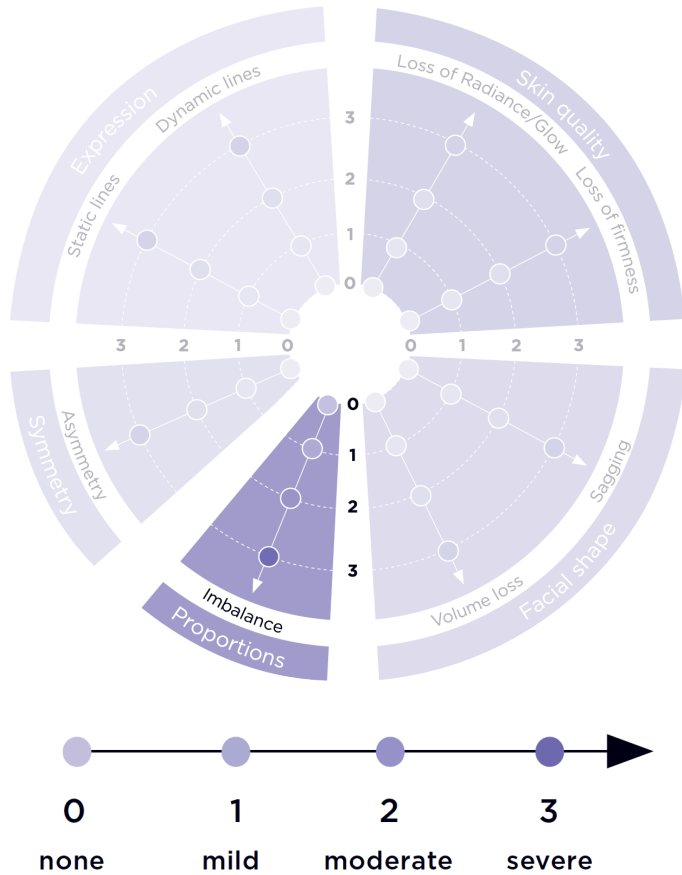 Expression
Dynamic lines
Static lines
Skin quality
Loss of Radiance/Glow
Loss of firmness
3
2
1
0
3 2 1 0
0 1 2 3
Symmetry
Asymmetry
0
1
2
3
Imbalance
Proportions
Sagging
Volume loss
Facial shape
0 1 2 3
none mild moderate severe